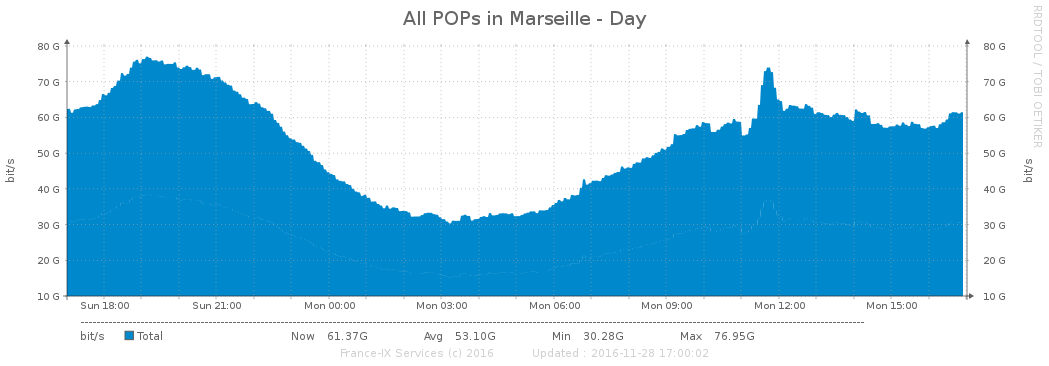 All POPs in Marseille - Day
RRDTOOL / TOBI OETIKER
80 G 80 G
70 G 70 G
60 G 60 G
50 G 50 G
40 G 40 G
30 G 30 G
20 G 20 G
10 G 10 G
bit/s bit/s
Sun 18:00 Sun 21:00 Mon 00:00 Mon 03:00 Mon 06:00 Mon 09:00 Mon 12:00 Mon 15:00
bit/s Total Now 61.37G Avg 53.10G Min 30.28G Max 76.95G
France-IX Services (c) 2016 Updated : 2016-11-28 17:00:02